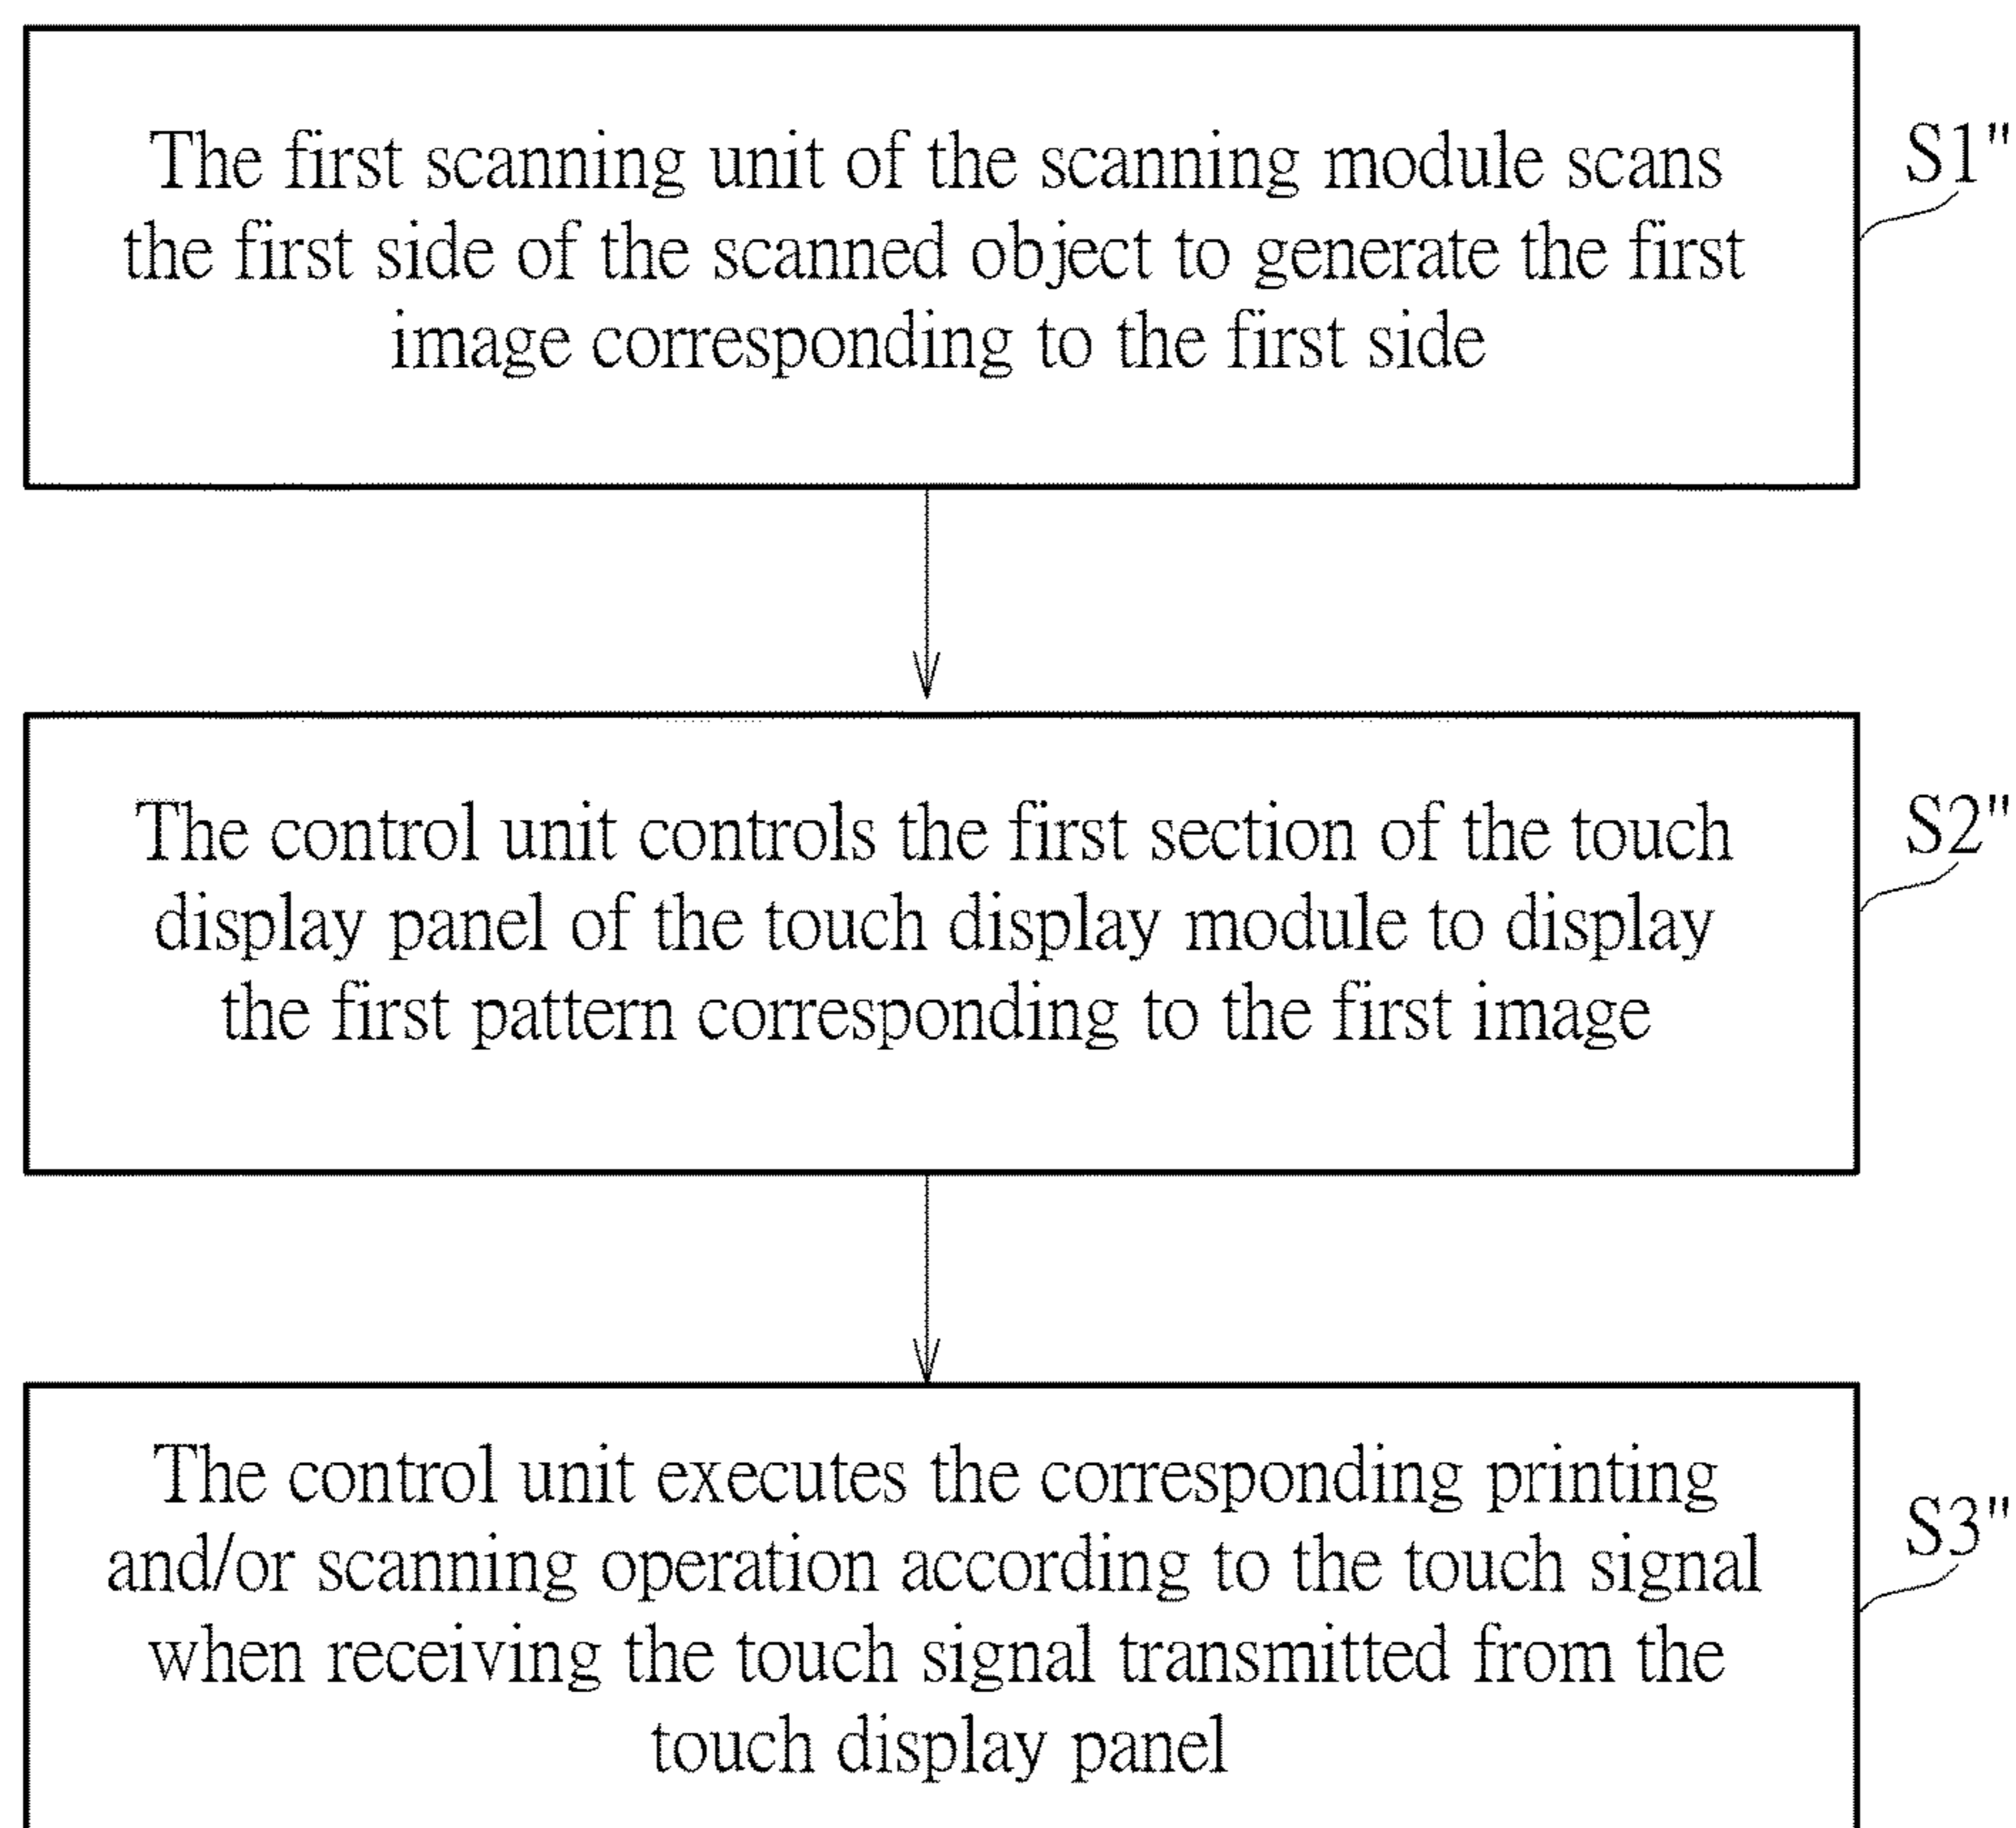 The first scanning unit of the scanning module scans
the first side of the scanned object to generate the first
image corresponding to the first side
S1"
The control unit controls the first section of the touch
display panel of the touch display module to display
the first pattern corresponding to the first image
S2"
The control unit executes the corresponding printing
and/or scanning operation according to the touch signal
when receiving the touch signal transmitted from the
touch display panel
S3"